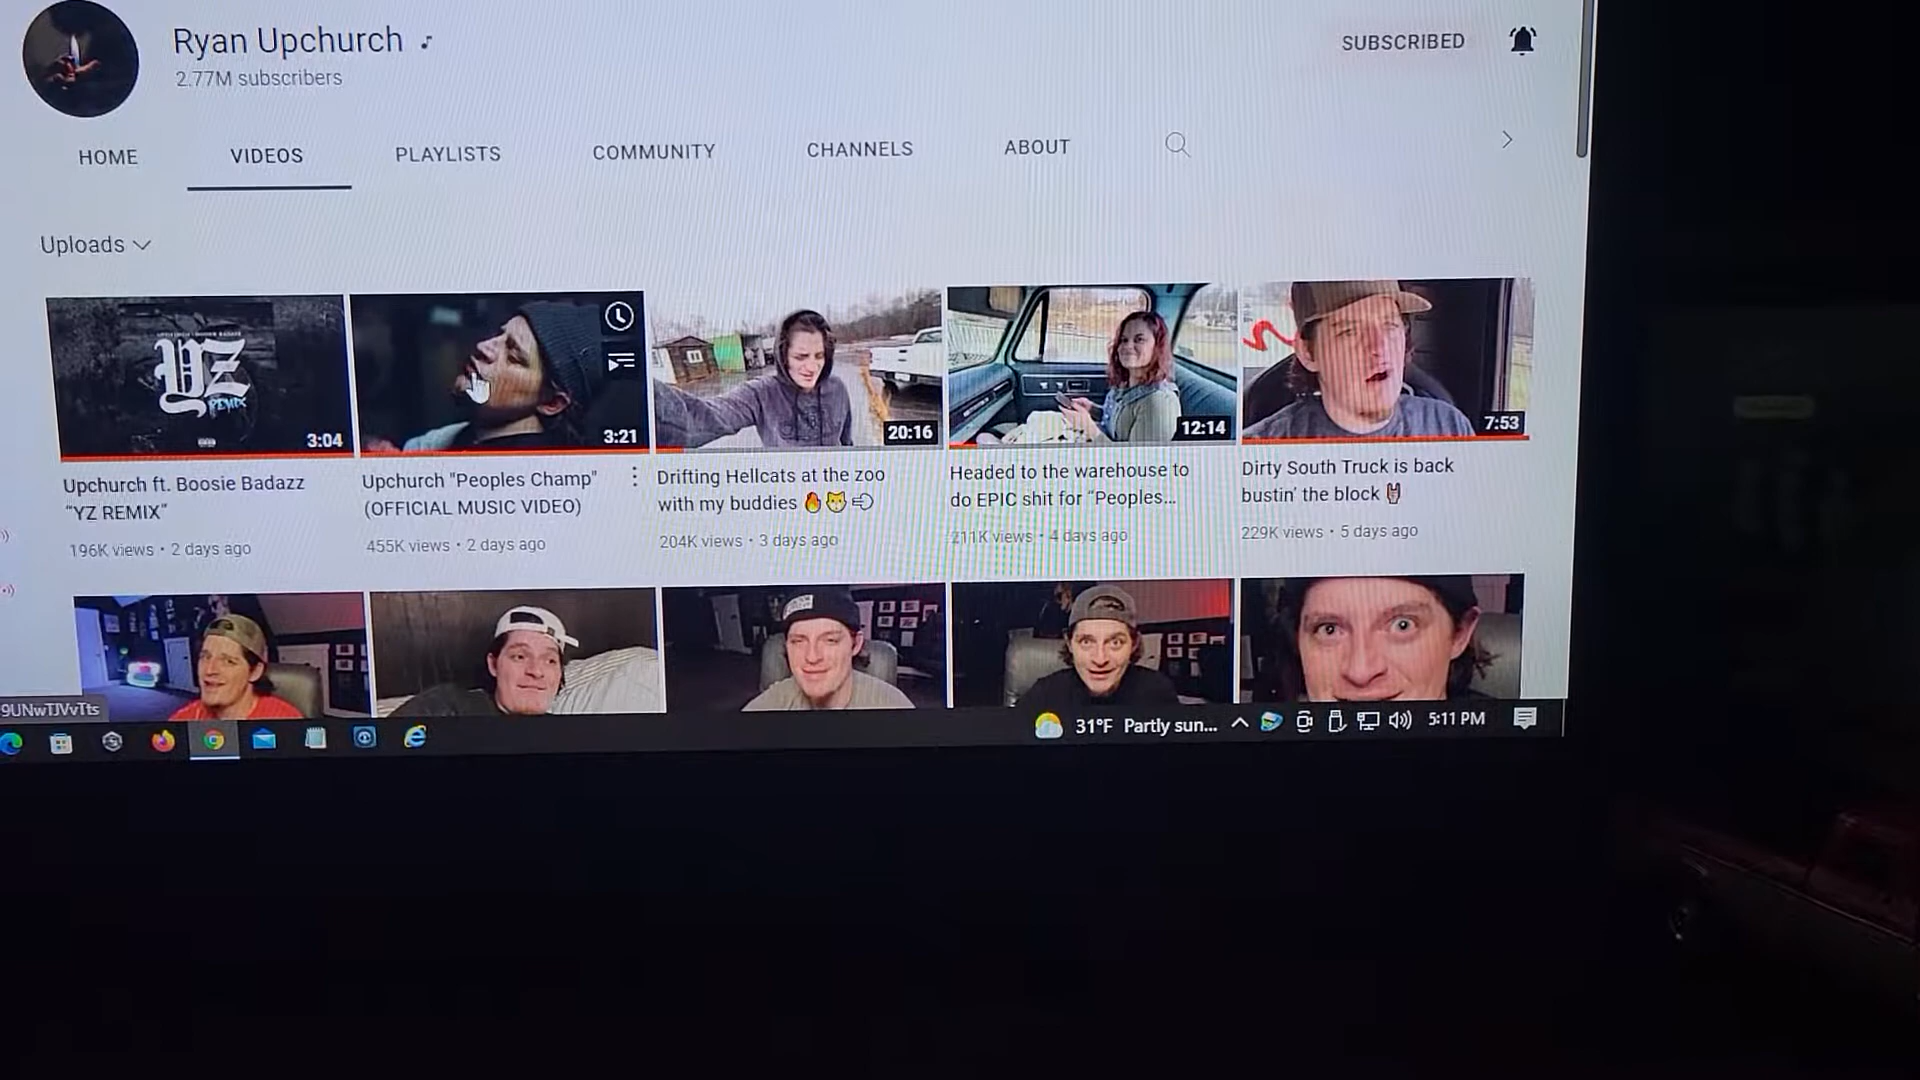 Ryan Upchurch ♪
2.77M subscribers
SUBSCRIBED
HOME VIDEOS PLAYLISTS COMMUNITY CHANNELS ABOUT
Uploads
YZ
REMIX
3:04
3:21
20:16
12:14
7:53
Upchurch ft. Boosie Badazz
"YZ REMIX"
196K views • 2 days ago
Upchurch "Peoples Champ"
(OFFICIAL MUSIC VIDEO)
455K views • 2 days ago
Drifting Hellcats at the zoo
with my buddies 🔥🐱💨
204K views • 3 days ago
Headed to the warehouse to
do EPIC shit for "Peoples...
211K views • 4 days ago
Dirty South Truck is back
bustin' the block 🤘
229K views • 5 days ago
9UNwTJVvTts
31°F Partly sun...
5:11 PM